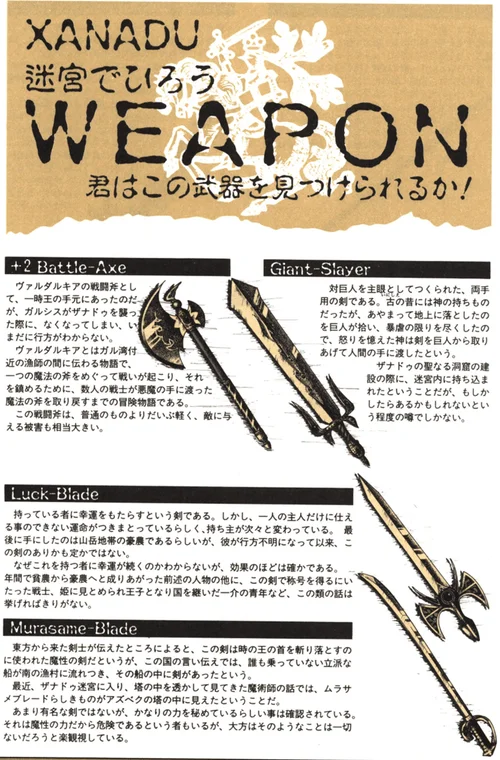 XANADU
迷宮でひろう
WEAPON
君はこの武器を見つけられるか!
+2 Battle-Axe
ヴァルダルキアの戦闘斧とし
て、一時王の手元にあったのだ
が、ガルシスがザナドゥを襲っ
た際に、なくなってしまい、い
まだに行方がわからない。
ヴァルダルキアとはガル湾付
近の漁師の間に伝わる物語で、
一つの魔法の斧をめぐって戦いが起こり、それ
を鎮めるために、数人の戦士が悪魔の手に渡った
魔法の斧を取り戻すまでの冒険物語である。
この戦闘斧は、普通のものよりだいぶ軽く、敵に与
える被害も相当大きい。
Giant-Slayer
対巨人を主眼としてつくられた、両手
用の剣である。古の昔には神の持ちもの
だったが、あやまって地上に落としたの
を巨人が拾い、暴虐の限りを尽くしたの
で、怒りを憶えた神は剣を巨人から取り
あげて人間の手に渡したという。
ザナドゥの聖なる洞窟の建
設の際に、迷宮内に持ち込ま
れたということだが、もしか
したらあるかもしれないとい
う程度の噂でしかない。
Luck-Blade
持っている者に幸運をもたらすという剣である。しかし、一人の主人だけに仕え
る事のできない運命がつきまとっているらしく、持ち主が次々と変わっている。最
後に手にしたのは山岳地帯の豪農であるらしいが、彼が行方不明になって以来、こ
の剣のありかも定かではない。
なぜこれを持つ者に幸運が続くのかわからないが、効果のほどは確かである。一
年間で貧農から豪農へと成りあがった前述の人物の他に、この剣で称号を得るにい
たった戦士、姫に見とめられ王子となり国を継いだ一介の青年など、この類の話は
挙げればきりがない。
Murasame-Blade
東方から来た剣士が伝えたところによると、この剣は時の王の首を斬り落とすの
に使われた魔性の剣だというが、この国の言い伝えでは、誰も乗っていない立派な
船が南の漁村に流れつき、その船の中に剣があったという。
最近、ザナドゥ迷宮に入り、塔の中を透かして見てきた魔術師の話では、ムラサ
メブレードらしきものがアズベクの塔の中に見えたということだ。
あまり有名な剣ではないが、かなりの力を秘めているらしい事は確認されている。
それは魔性の力だから危険であるという者もいるが、大方はそのようなことは一切
ないだろうと楽観視している。